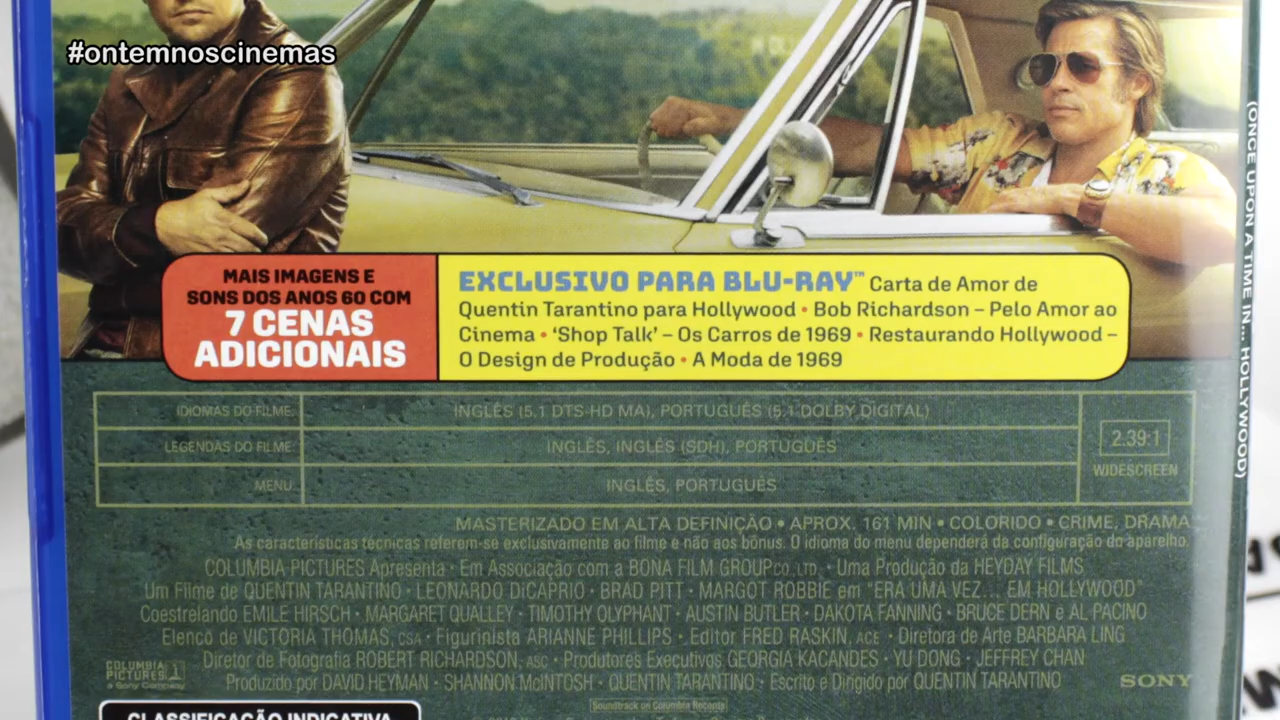 #ontemnoscinemas
MAIS IMAGENS E
SONS DOS ANOS 60 COM
7 CENAS
ADICIONAIS
EXCLUSIVO PARA BLU-RAY™ Carta de Amor de
Quentin Tarantino para Hollywood • Bob Richardson – Pelo Amor ao
Cinema • ‘Shop Talk’ – Os Carros de 1969 • Restaurando Hollywood –
O Design de Produção • A Moda de 1969
IDIOMAS DO FILME: INGLÊS (5.1 DTS-HD MA), PORTUGUÊS (5.1 DOLBY DIGITAL)
LEGENDAS DO FILME: INGLÊS, INGLÊS (SDH), PORTUGUÊS
MENU: INGLÊS, PORTUGUÊS
2.39:1
WIDESCREEN
MASTERIZADO EM ALTA DEFINIÇÃO • APROX. 161 MIN • COLORIDO • CRIME, DRAMA
As características técnicas referem-se exclusivamente ao filme e não aos bônus. O idioma do menu dependerá da configuração do aparelho.
COLUMBIA PICTURES Apresenta • Em Associação com a BONA FILM GROUP CO. LTD. • Uma Produção da HEYDAY FILMS
Um Filme de QUENTIN TARANTINO • LEONARDO DiCAPRIO • BRAD PITT • MARGOT ROBBIE em "ERA UMA VEZ... EM HOLLYWOOD"
Coestrelando EMILE HIRSCH • MARGARET QUALLEY • TIMOTHY OLYPHANT • AUSTIN BUTLER • DAKOTA FANNING • BRUCE DERN e AL PACINO
Elenco de VICTORIA THOMAS, CSA • Figurinista ARIANNE PHILLIPS • Editor FRED RASKIN, ACE • Diretora de Arte BARBARA LING
Diretor de Fotografia ROBERT RICHARDSON, ASC • Produtores Executivos GEORGIA KACANDES • YU DONG • JEFFREY CHAN
Produzido por DAVID HEYMAN • SHANNON McINTOSH • QUENTIN TARANTINO • Escrito e Dirigido por QUENTIN TARANTINO
COLUMBIA
PICTURES
a Sony Company
SONY
Soundtrack on Columbia Records
CLASSIFICAÇÃO INDICATIVA
(ONCE UPON A TIME IN... HOLLYWOOD)